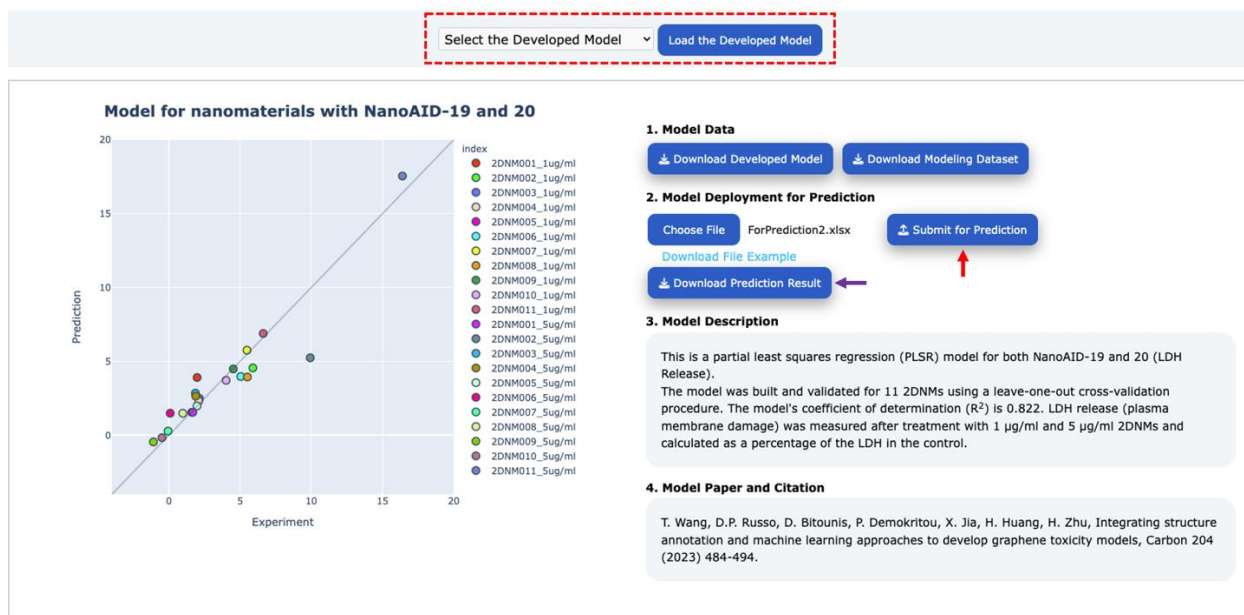 Select the Developed Model
Load the Developed Model
Model for nanomaterials with NanoAID-19 and 20
20
15
10
5
0
Prediction
0
5
10
15
20
Experiment
index
2DNM001_1ug/ml
2DNM002_1ug/ml
2DNM003_1ug/ml
2DNM004_1ug/ml
2DNM005_1ug/ml
2DNM006_1ug/ml
2DNM007_1ug/ml
2DNM008_1ug/ml
2DNM009_1ug/ml
2DNM010_1ug/ml
2DNM011_1ug/ml
2DNM001_5ug/ml
2DNM002_5ug/ml
2DNM003_5ug/ml
2DNM004_5ug/ml
2DNM005_5ug/ml
2DNM006_5ug/ml
2DNM007_5ug/ml
2DNM008_5ug/ml
2DNM009_5ug/ml
2DNM010_5ug/ml
2DNM011_5ug/ml
1. Model Data
Download Developed Model
Download Modeling Dataset
2. Model Deployment for Prediction
Choose File
ForPrediction2.xlsx
Submit for Prediction
Download File Example
Download Prediction Result
3. Model Description
This is a partial least squares regression (PLSR) model for both NanoAID-19 and 20 (LDH
Release).
The model was built and validated for 11 2DNMs using a leave-one-out cross-validation
procedure. The model's coefficient of determination (R²) is 0.822. LDH release (plasma
membrane damage) was measured after treatment with 1 μg/ml and 5 μg/ml 2DNMs and
calculated as a percentage of the LDH in the control.
4. Model Paper and Citation
T. Wang, D.P. Russo, D. Bitounis, P. Demokritou, X. Jia, H. Huang, H. Zhu, Integrating structure
annotation and machine learning approaches to develop graphene toxicity models, Carbon 204
(2023) 484-494.